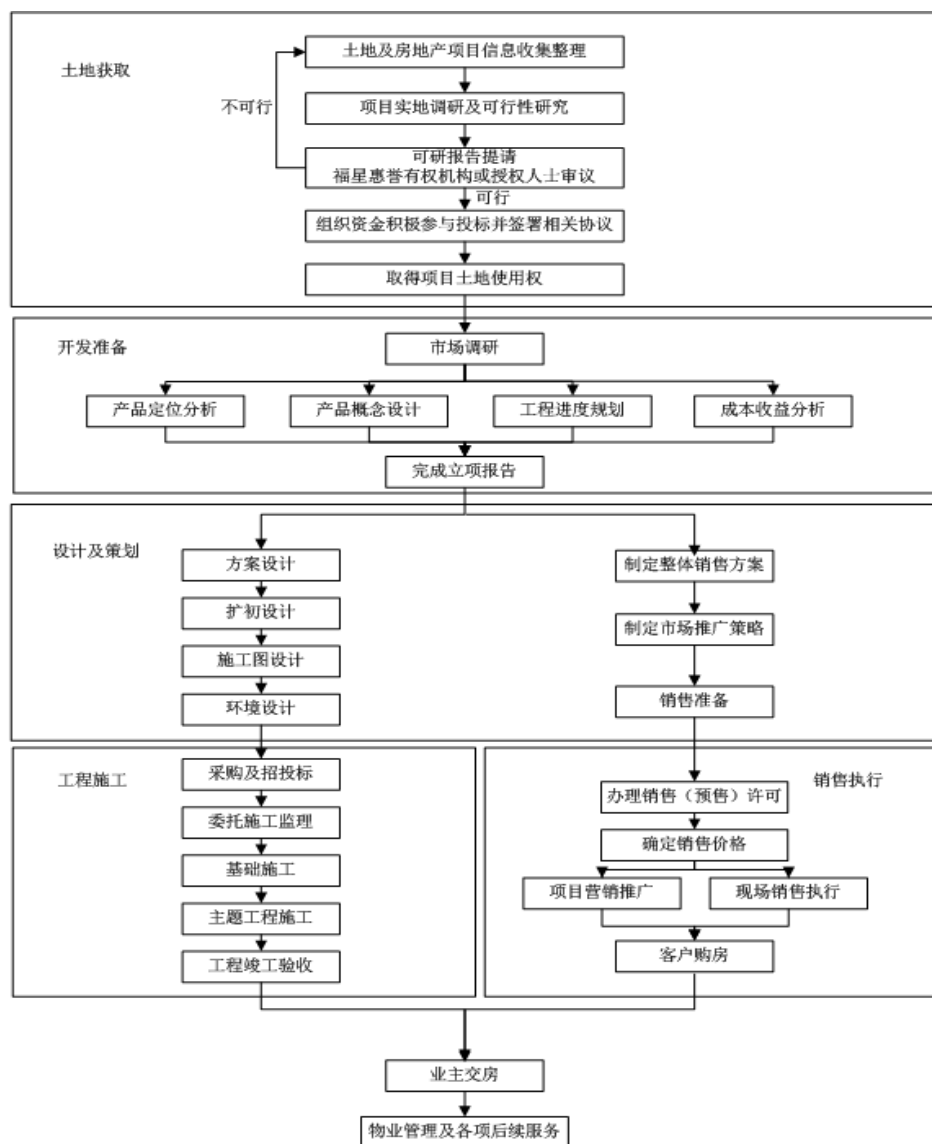 土地获取
土地及房地产项目信息收集整理
不可行
项目实地调研及可行性研究
可研报告提请
福星惠誉有权机构或授权人士审议
可行
组织资金积极参与投标并签署相关协议
取得项目土地使用权
开发准备
市场调研
产品定位分析
产品概念设计
工程进度规划
成本收益分析
完成立项报告
设计及策划
方案设计
扩初设计
施工图设计
环境设计
制定整体销售方案
制定市场推广策略
销售准备
工程施工
采购及招投标
委托施工监理
基础施工
主题工程施工
工程竣工验收
销售执行
办理销售（预售）许可
确定销售价格
项目营销推广
现场销售执行
客户购房
业主交房
物业管理及各项后续服务